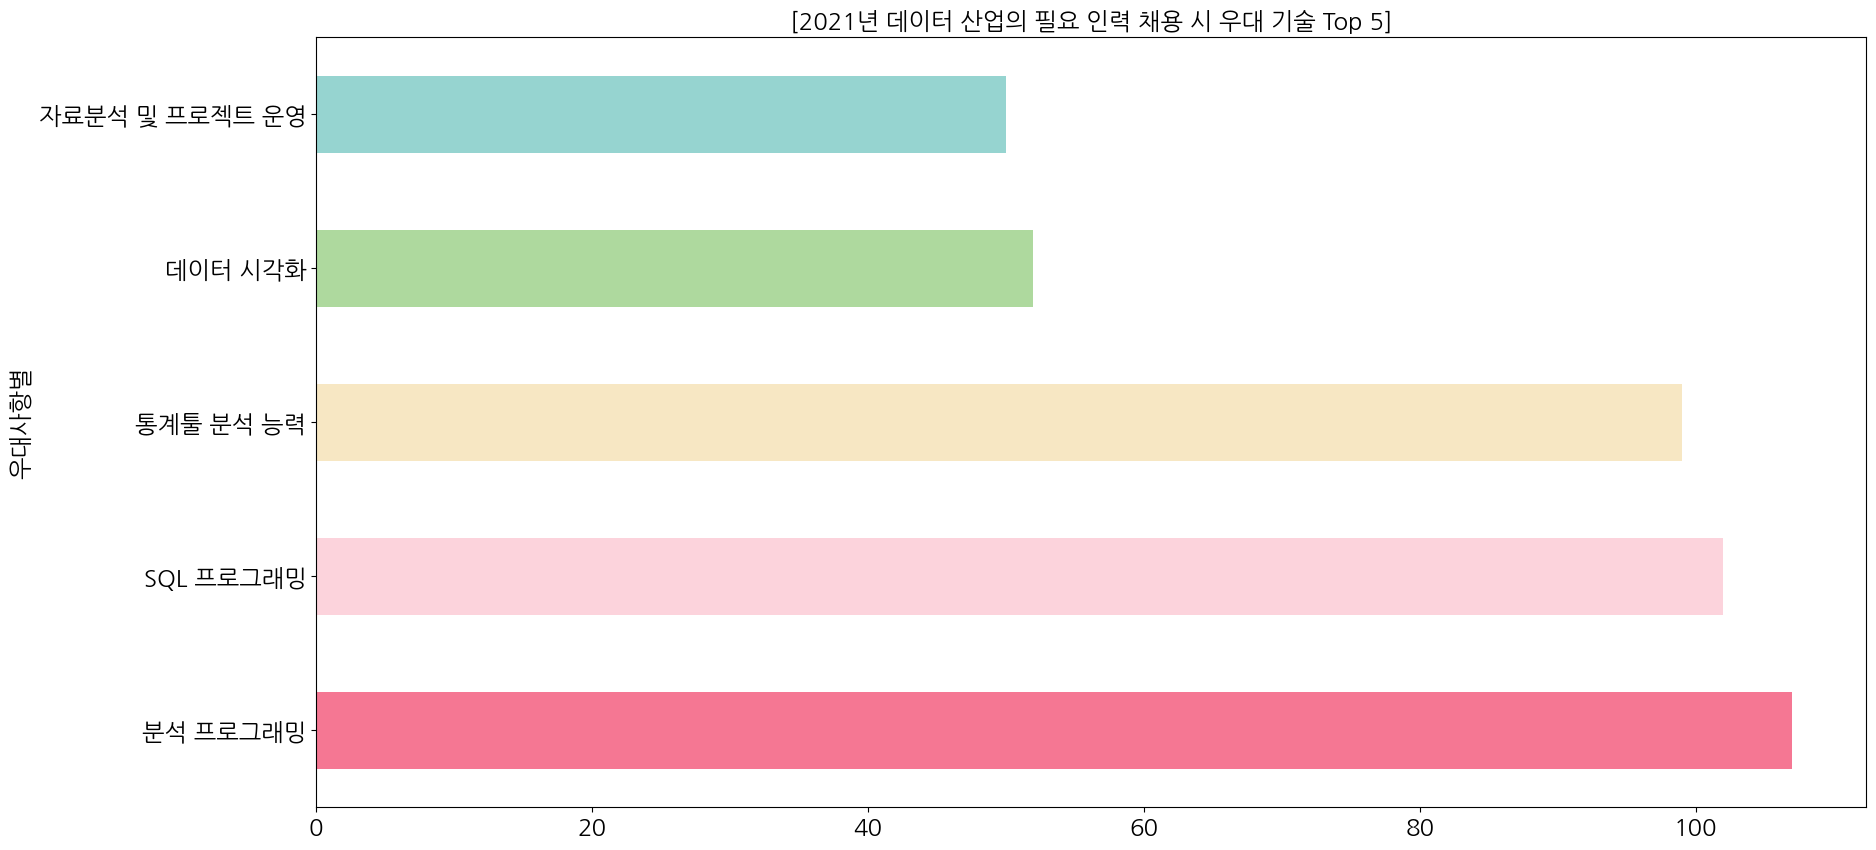 [2021년 데이터 산업의 필요 인력 채용 시 우대 기술 Top 5]
우대사항별
자료분석 및 프로젝트 운영
데이터 시각화
통계툴 분석 능력
SQL 프로그래밍
분석 프로그래밍
0 20 40 60 80 100